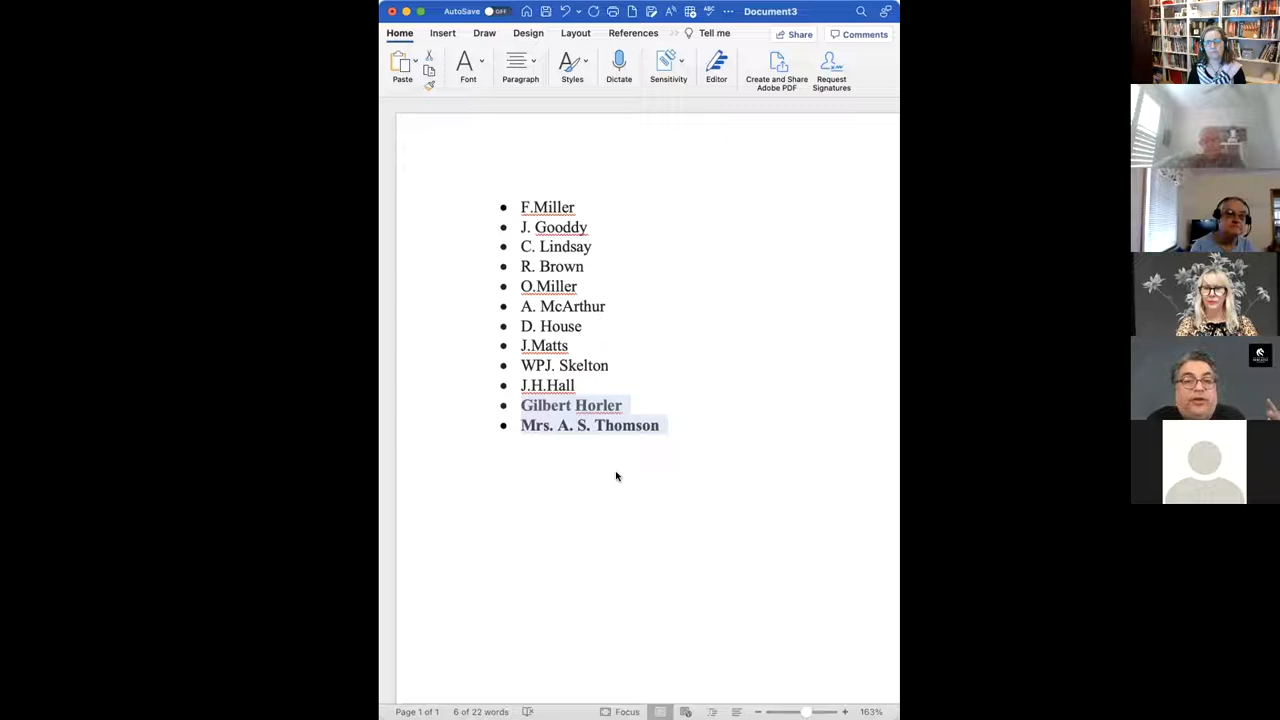 AutoSave OFF Document3
Home Insert Draw Design Layout References >> Tell me Share Comments
Paste Font Paragraph Styles Dictate Sensitivity Editor Create and Share Adobe PDF Request Signatures
• F.Miller
• J. Gooddy
• C. Lindsay
• R. Brown
• O.Miller
• A. McArthur
• D. House
• J.Matts
• WPJ. Skelton
• J.H.Hall
• Gilbert Horler
• Mrs. A. S. Thomson
Page 1 of 1 6 of 22 words Focus 163%